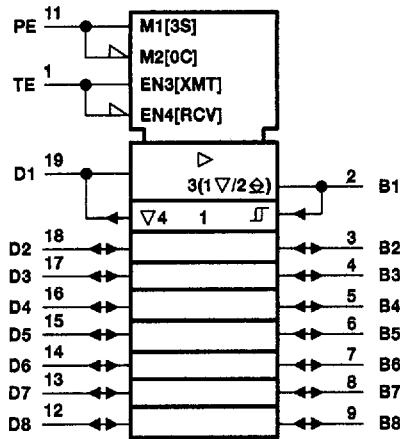 PE 11 M1[3S]
M2[0C]
TE 1 EN3[XMT]
EN4[RCV]
D1 19 ▷ 3(1▽/2⎐) 2 B1
▽4 1
D2 18 3 B2
D3 17 4 B3
D4 16 5 B4
D5 15 6 B5
D6 14 7 B6
D7 13 8 B7
D8 12 9 B8